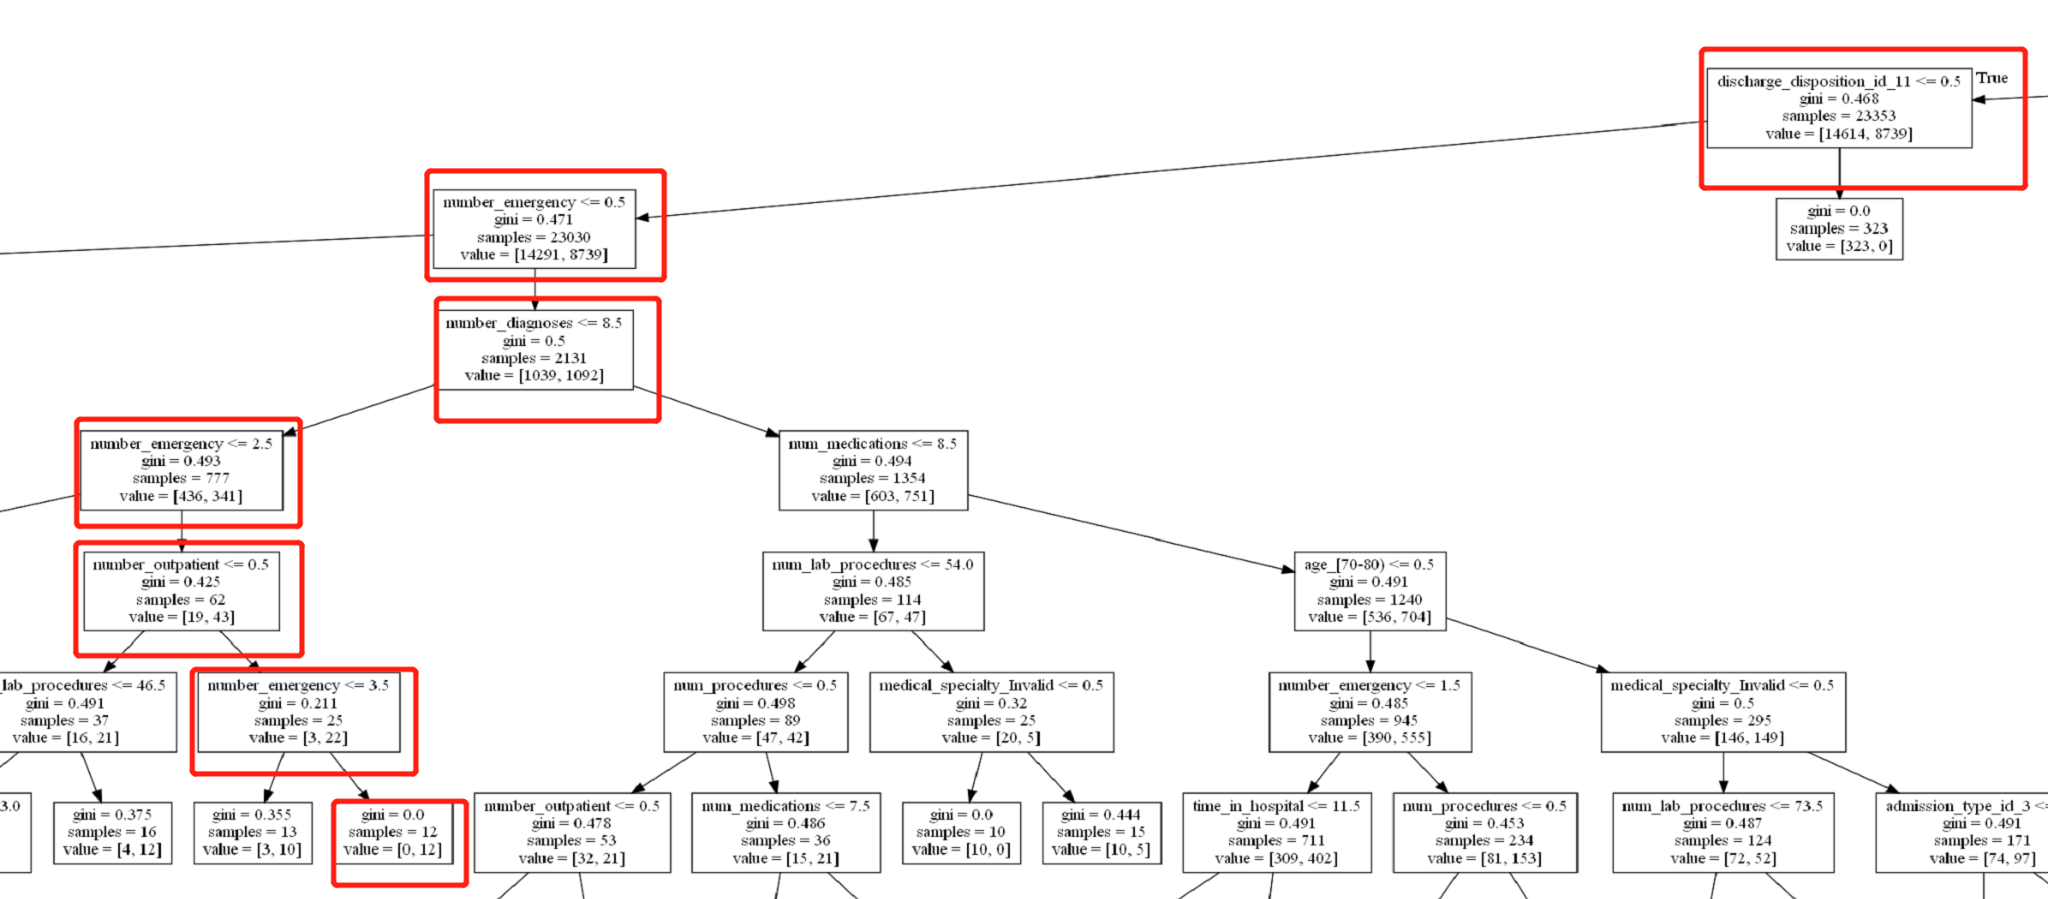 discharge_disposition_id_11 <= 0.5
gini = 0.468
samples = 23353
value = [14614, 8739]
True
number_emergency <= 0.5
gini = 0.471
samples = 23030
value = [14291, 8739]
gini = 0.0
samples = 323
value = [323, 0]
number_diagnoses <= 8.5
gini = 0.5
samples = 2131
value = [1039, 1092]
number_emergency <= 2.5
gini = 0.493
samples = 777
value = [436, 341]
num_medications <= 8.5
gini = 0.494
samples = 1354
value = [603, 751]
number_outpatient <= 0.5
gini = 0.425
samples = 62
value = [19, 43]
num_lab_procedures <= 54.0
gini = 0.485
samples = 114
value = [67, 47]
age_[70-80) <= 0.5
gini = 0.491
samples = 1240
value = [536, 704]
_lab_procedures <= 46.5
gini = 0.491
samples = 37
value = [16, 21]
number_emergency <= 3.5
gini = 0.211
samples = 25
value = [3, 22]
num_procedures <= 0.5
gini = 0.498
samples = 89
value = [47, 42]
medical_specialty_Invalid <= 0.5
gini = 0.32
samples = 25
value = [20, 5]
number_emergency <= 1.5
gini = 0.485
samples = 945
value = [390, 555]
medical_specialty_Invalid <= 0.5
gini = 0.5
samples = 295
value = [146, 149]
3.0
gini = 0.375
samples = 16
value = [4, 12]
gini = 0.355
samples = 13
value = [3, 10]
gini = 0.0
samples = 12
value = [0, 12]
number_outpatient <= 0.5
gini = 0.478
samples = 53
value = [32, 21]
num_medications <= 7.5
gini = 0.486
samples = 36
value = [15, 21]
gini = 0.0
samples = 10
value = [10, 0]
gini = 0.444
samples = 15
value = [10, 5]
time_in_hospital <= 11.5
gini = 0.491
samples = 711
value = [309, 402]
num_procedures <= 0.5
gini = 0.453
samples = 234
value = [81, 153]
num_lab_procedures <= 73.5
gini = 0.487
samples = 124
value = [72, 52]
admission_type_id_3 <=
gini = 0.491
samples = 171
value = [74, 97]